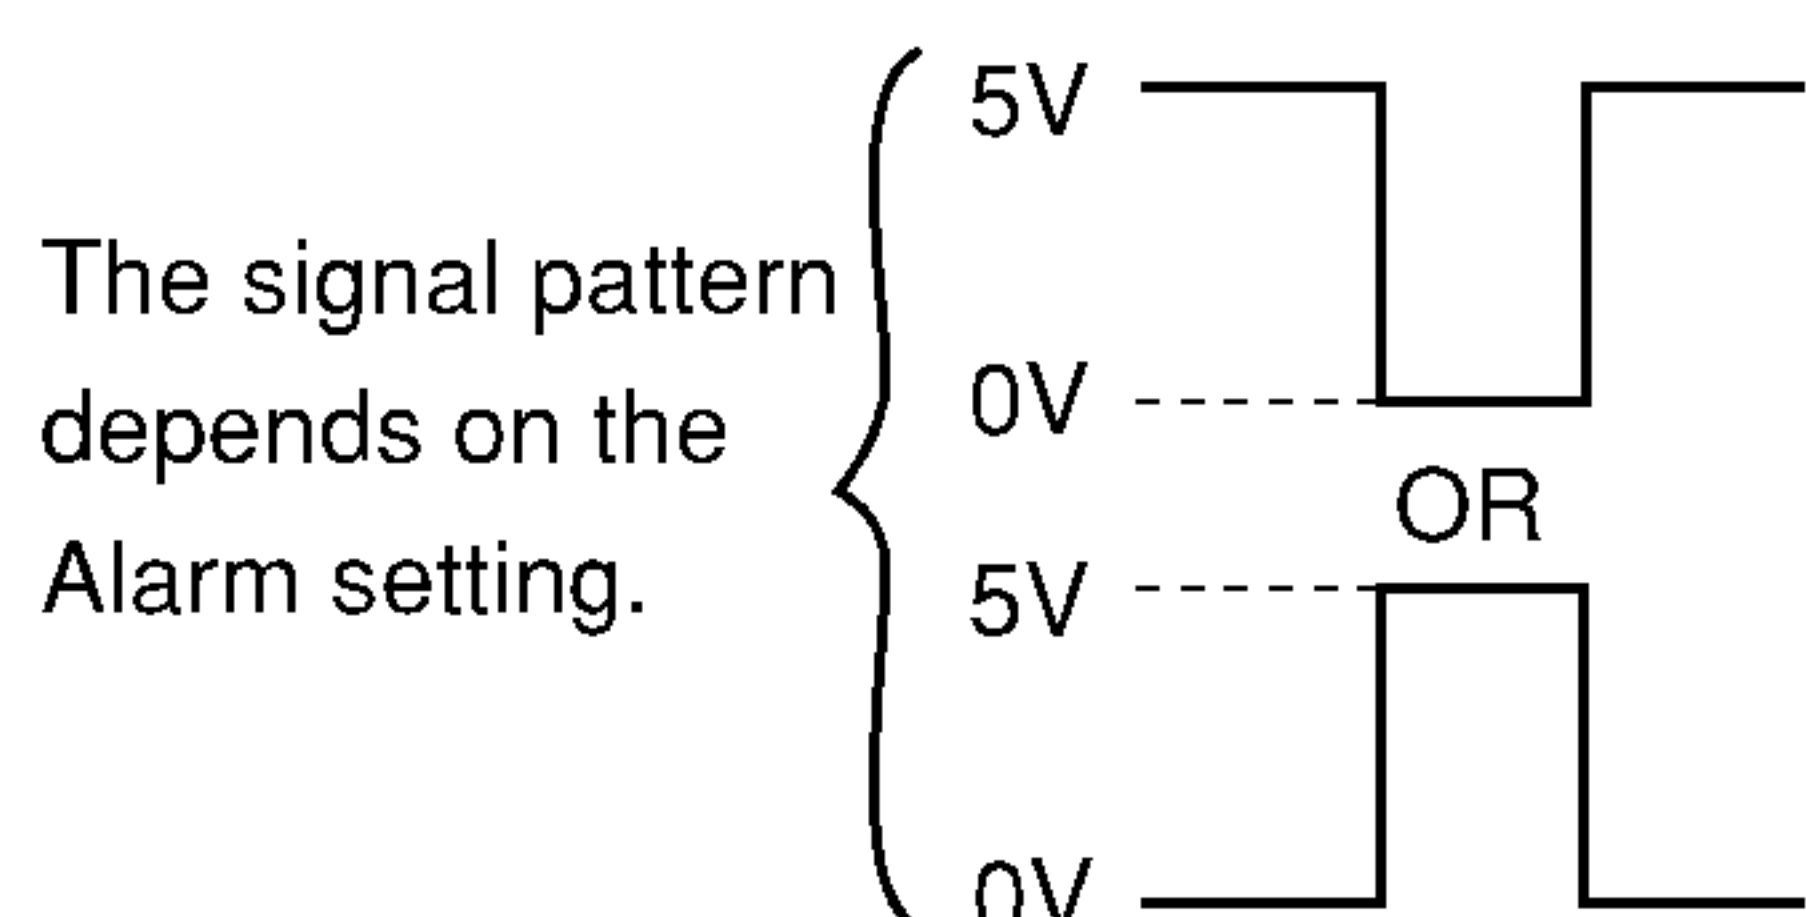 The signal pattern
depends on the
Alarm setting.
5V
0V
OR
5V
0V